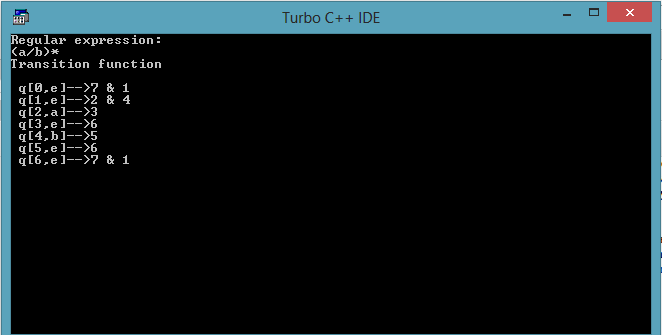 Turbo C++ IDE
Regular expression:
(a/b)*
Transition function
q[0,e]-->7 & 1
q[1,e]-->2 & 4
q[2,a]-->3
q[3,e]-->6
q[4,b]-->5
q[5,e]-->6
q[6,e]-->7 & 1